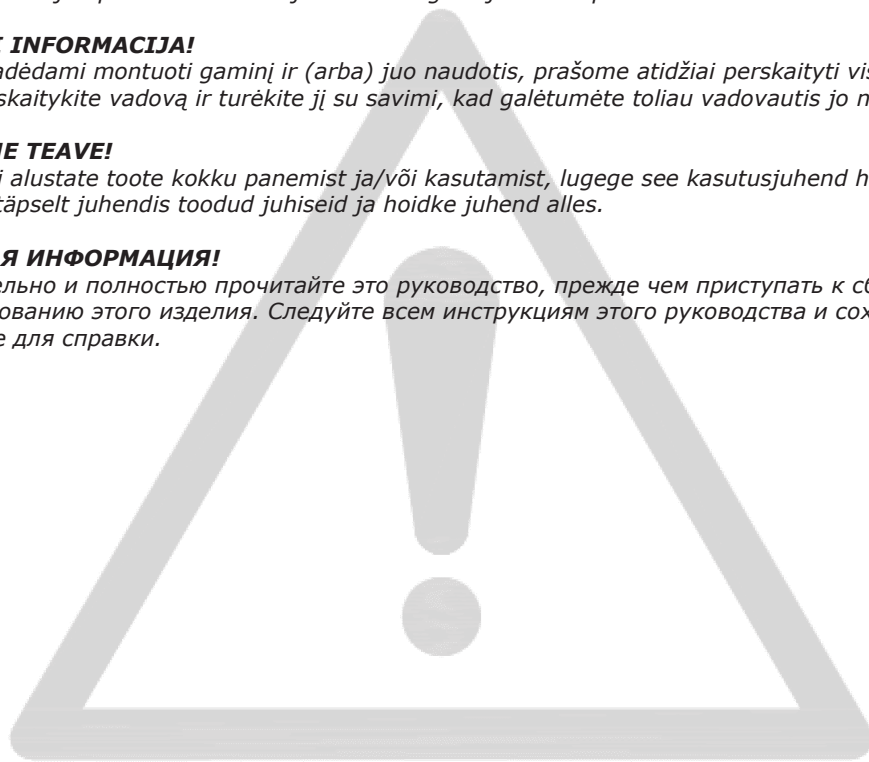 INFORMACIJA!
adėdami montuoti gaminį ir (arba) juo naudotis, prašome atidžiai perskaityti vis
skaitykite vadovą ir turėkite jį su savimi, kad galėtumėte toliau vadovautis jo n
E TEAVE!
i alustate toote kokku panemist ja/või kasutamist, lugege see kasutusjuhend h
täpselt juhendis toodud juhiseid ja hoidke juhend alles.
Я ИНФОРМАЦИЯ!
ельно и полностью прочитайте это руководство, прежде чем приступать к сб
ованию этого изделия. Следуйте всем инструкциям этого руководства и сох
е для справки.